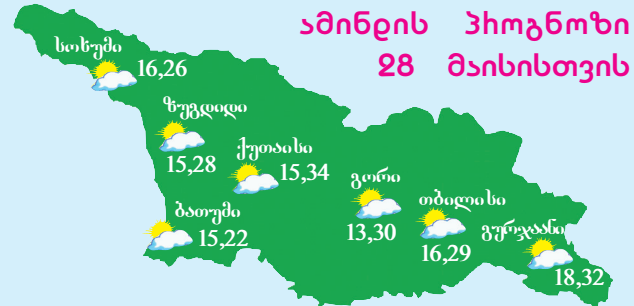 ამინდის პროგნოზი
28 მაისისთვის
სოხუმი
16,26
ზუგდიდი
15,28
ქუთაისი
15,34
გორი
13,30
თბილისი
16,29
ბათუმი
15,22
გურჯაანი
18,32